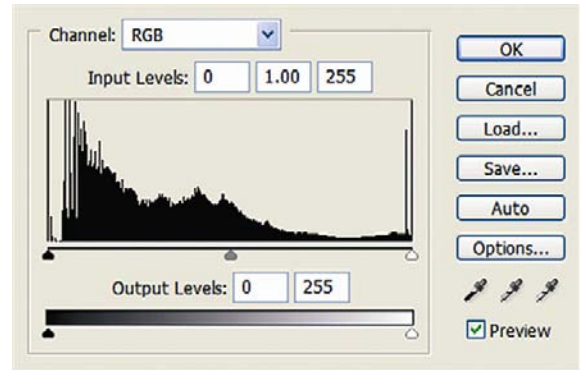 Channel: RGB
Input Levels: 0 1.00 255
Output Levels: 0 255
OK
Cancel
Load...
Save...
Auto
Options...
Preview